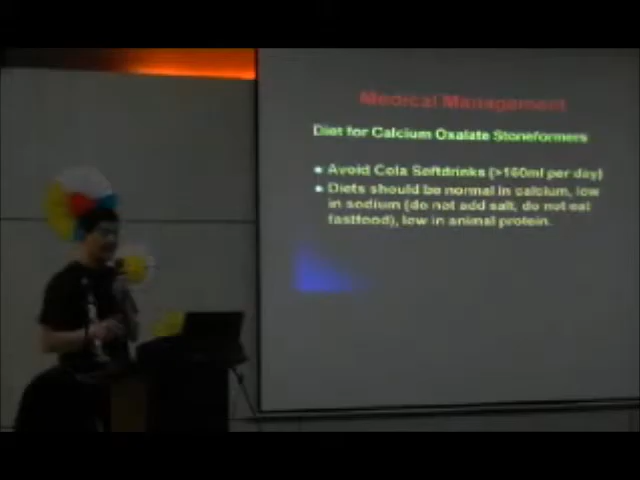 Medical Management
Diet for Calcium Oxalate Stoneformers
• Avoid Cola Softdrinks (>160ml per day)
• Diets should be normal in calcium, low
in sodium (do not add salt, do not eat
fastfood), low in animal protein.